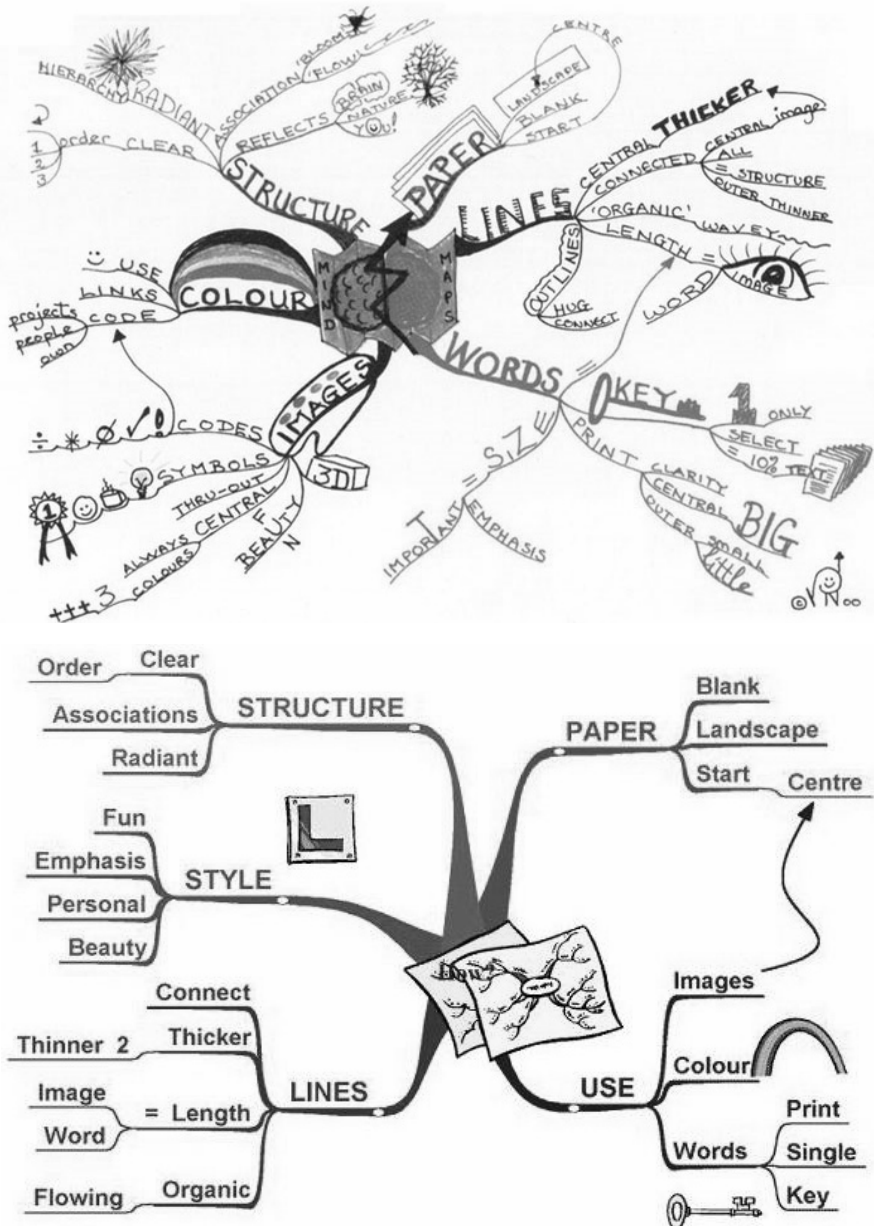 HIERARCHY RADIANT
ASSOCIATION 'BLOOM'
'FLOW'
REFLECTS BRAIN
NATURE
YOU!
1 order CLEAR
2
3
STRUCTURE
PAPER
CENTRE
LANDSCAPE
BLANK
START
LINES
CENTRAL THICKER
CONNECTED CENTRAL image
ALL
= STRUCTURE
OUTER THINNER
'ORGANIC' WAVEY
LENGTH =
IMAGE
WORD
OUTLINES
HUG
CONNECT
MIND
MAPS
COLOUR
USE
LINKS
CODE
projects
people
own
IMAGES
3D
÷ * ø ✓ ! CODES
SYMBOLS
1
THRU-OUT
ALWAYS CENTRAL
+++ 3 COLOURS
BEAUTY
FUN
WORDS
KEY
1 ONLY
SELECT
= 10% TEXT
PRINT
CLARITY
CENTRAL BIG
OUTER SMALL
little
= SIZE =
IMPORTANT
EMPHASIS
©
Order Clear
Associations
Radiant
STRUCTURE
PAPER
Blank
Landscape
Start Centre
L
Fun
Emphasis
Personal
Beauty
STYLE
Connect
Thinner 2 Thicker
Image
Word
= Length
Flowing Organic
LINES
USE
Images
Colour
Words
Print
Single
Key